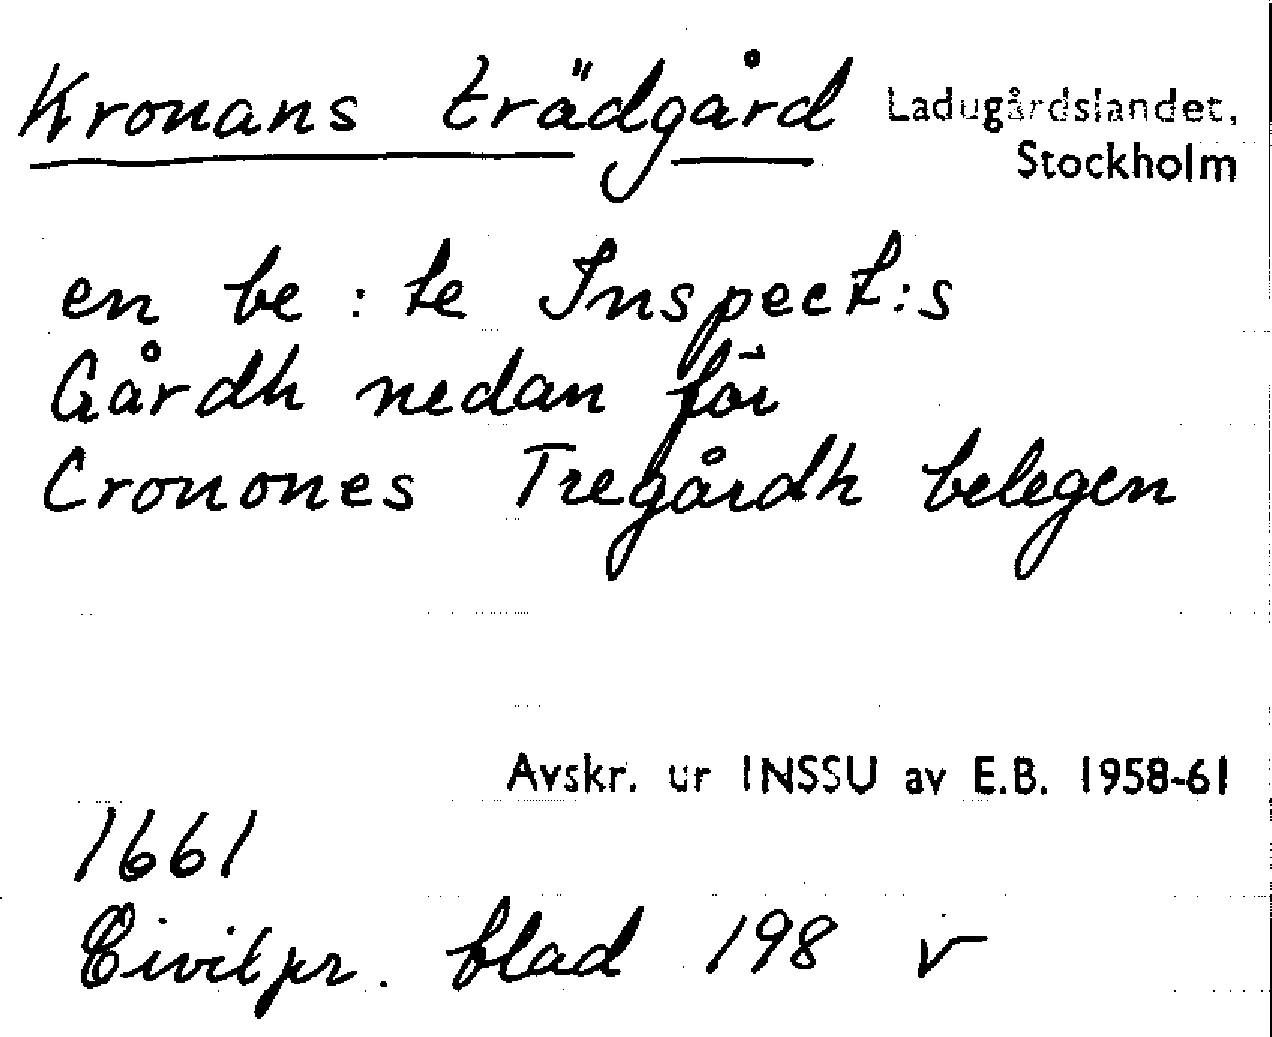 Kronans trädgård Ladugårdslandet,
Stockholm
en be:te Inspect:s
Gårdh nedan för
Cronones Tregårdh belegen
Avskr. ur INSSU av E.B. 1958-61
1661
Civilpr. blad 198 v